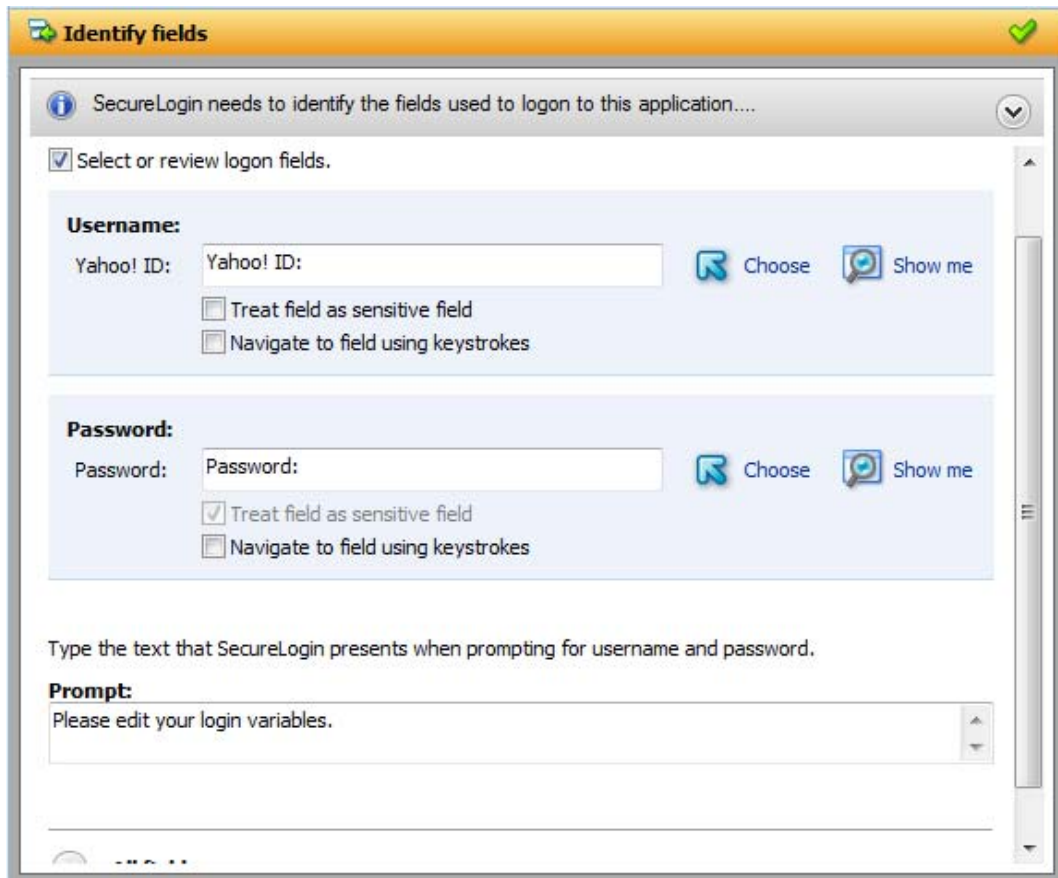 Identify fields
SecureLogin needs to identify the fields used to logon to this application....
Select or review logon fields.
Username:
Yahoo! ID: Yahoo! ID: Choose Show me
Treat field as sensitive field
Navigate to field using keystrokes
Password:
Password: Password: Choose Show me
Treat field as sensitive field
Navigate to field using keystrokes
Type the text that SecureLogin presents when prompting for username and password.
Prompt:
Please edit your login variables.